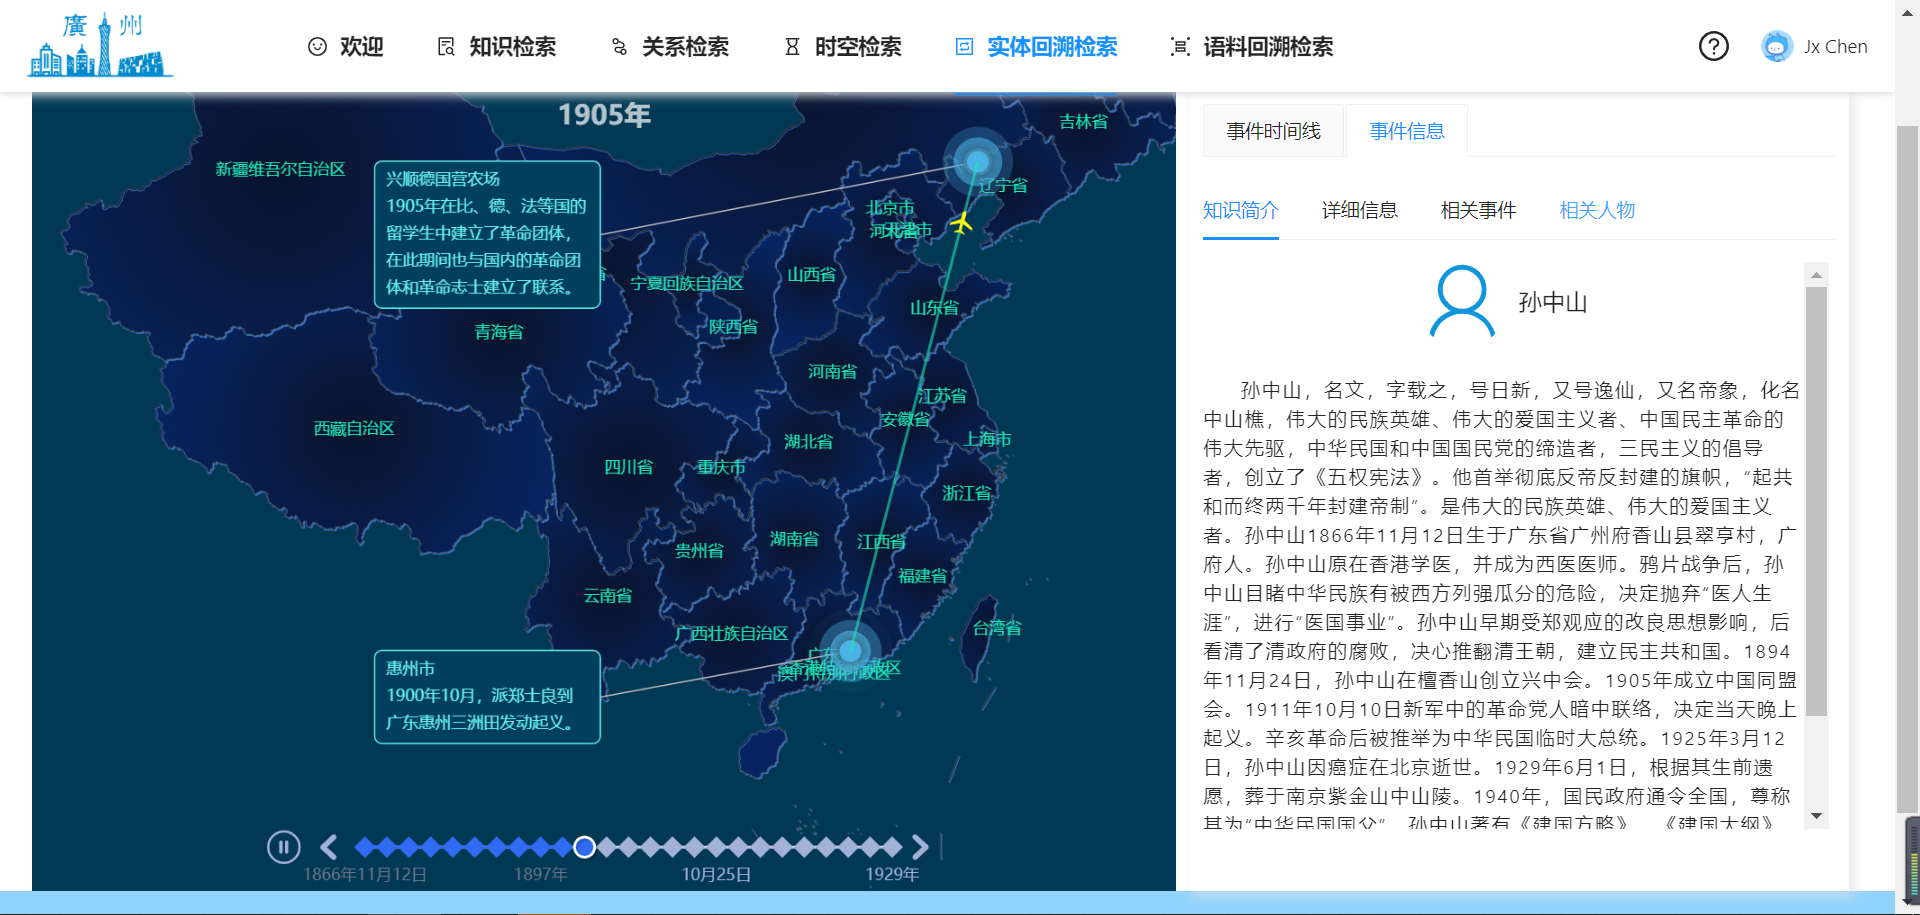 廣 州
欢迎
知识检索
关系检索
时空检索
实体回溯检索
语料回溯检索
Jx Chen
1905年
吉林省
新疆维吾尔自治区
辽宁省
兴顺德国营农场
1905年在比、德、法等国的
留学生中建立了革命团体，
在此期间也与国内的革命团
体和革命志士建立了联系。
北京市
河北省
天津市
宁夏回族自治区
山西省
山东省
陕西省
青海省
河南省
江苏省
安徽省
上海市
西藏自治区
湖北省
四川省
重庆市
浙江省
湖南省
江西省
贵州省
福建省
云南省
广西壮族自治区
台湾省
惠州市
1900年10月，派郑士良到
广东惠州三洲田发动起义。
1866年11月12日
1897年
10月25日
1929年
事件时间线
事件信息
知识简介
详细信息
相关事件
相关人物
孙中山
孙中山，名文，字载之，号日新，又号逸仙，又名帝象，化名
中山樵，伟大的民族英雄、伟大的爱国主义者、中国民主革命的
伟大先驱，中华民国和中国国民党的缔造者，三民主义的倡导
者，创立了《五权宪法》。他首举彻底反帝反封建的旗帜，“起共
和而终两千年封建帝制”。是伟大的民族英雄、伟大的爱国主义
者。孙中山1866年11月12日生于广东省广州府香山县翠亨村，广
府人。孙中山原在香港学医，并成为西医医师。鸦片战争后，孙
中山目睹中华民族有被西方列强瓜分的危险，决定抛弃“医人生
涯”，进行“医国事业”。孙中山早期受郑观应的改良思想影响，后
看清了清政府的腐败，决心推翻清王朝，建立民主共和国。1894
年11月24日，孙中山在檀香山创立兴中会。1905年成立中国同盟
会。1911年10月10日新军中的革命党人暗中联络，决定当天晚上
起义。辛亥革命后被推举为中华民国临时大总统。1925年3月12
日，孙中山因癌症在北京逝世。1929年6月1日，根据其生前遗
愿，葬于南京紫金山中山陵。1940年，国民政府通令全国，尊称
其为“中华民国国父”。孙中山著有《建国方略》、《建国大纲》